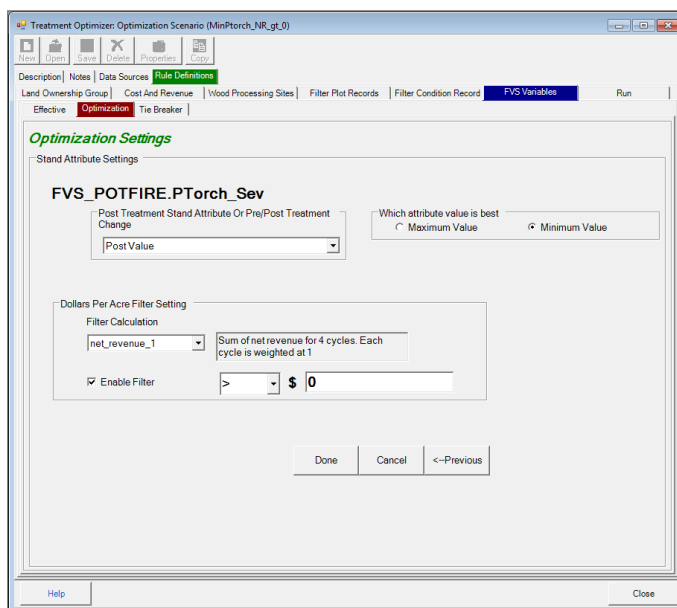 Treatment Optimizer: Optimization Scenario (MinPtorch_NR_gt_0)
New Open Save Delete Properties Copy
Description Notes Data Sources Rule Definitions
Land Ownership Group Cost And Revenue Wood Processing Sites Filter Plot Records Filter Condition Record FVS Variables Run
Effective Optimization Tie Breaker
Optimization Settings
Stand Attribute Settings
FVS_POTFIRE.PTorch_Sev
Post Treatment Stand Attribute Or Pre/Post Treatment
Change
Post Value
Which attribute value is best
Maximum Value Minimum Value
Dollars Per Acre Filter Setting
Filter Calculation
net_revenue_1
Sum of net revenue for 4 cycles. Each
cycle is weighted at 1
Enable Filter > $ 0
Done Cancel <--Previous
Help Close